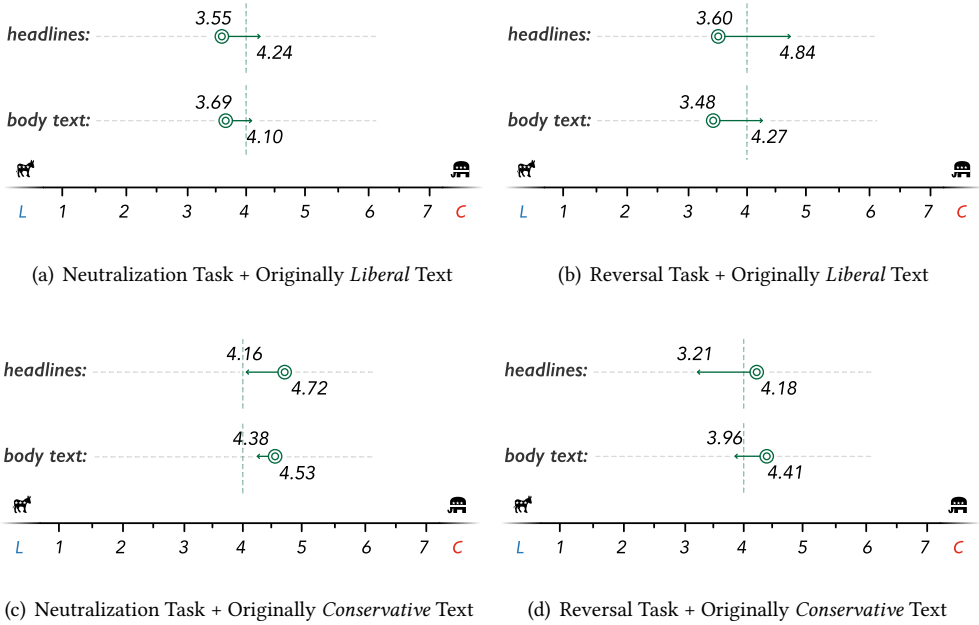 3.55
headlines:
4.24
3.69
body text:
4.10
L 1 2 3 4 5 6 7 C
(a) Neutralization Task + Originally Liberal Text
3.60
headlines:
4.84
3.48
body text:
4.27
L 1 2 3 4 5 6 7 C
(b) Reversal Task + Originally Liberal Text
4.16
headlines:
4.72
4.38
body text:
4.53
L 1 2 3 4 5 6 7 C
(c) Neutralization Task + Originally Conservative Text
3.21
headlines:
4.18
3.96
body text:
4.41
L 1 2 3 4 5 6 7 C
(d) Reversal Task + Originally Conservative Text